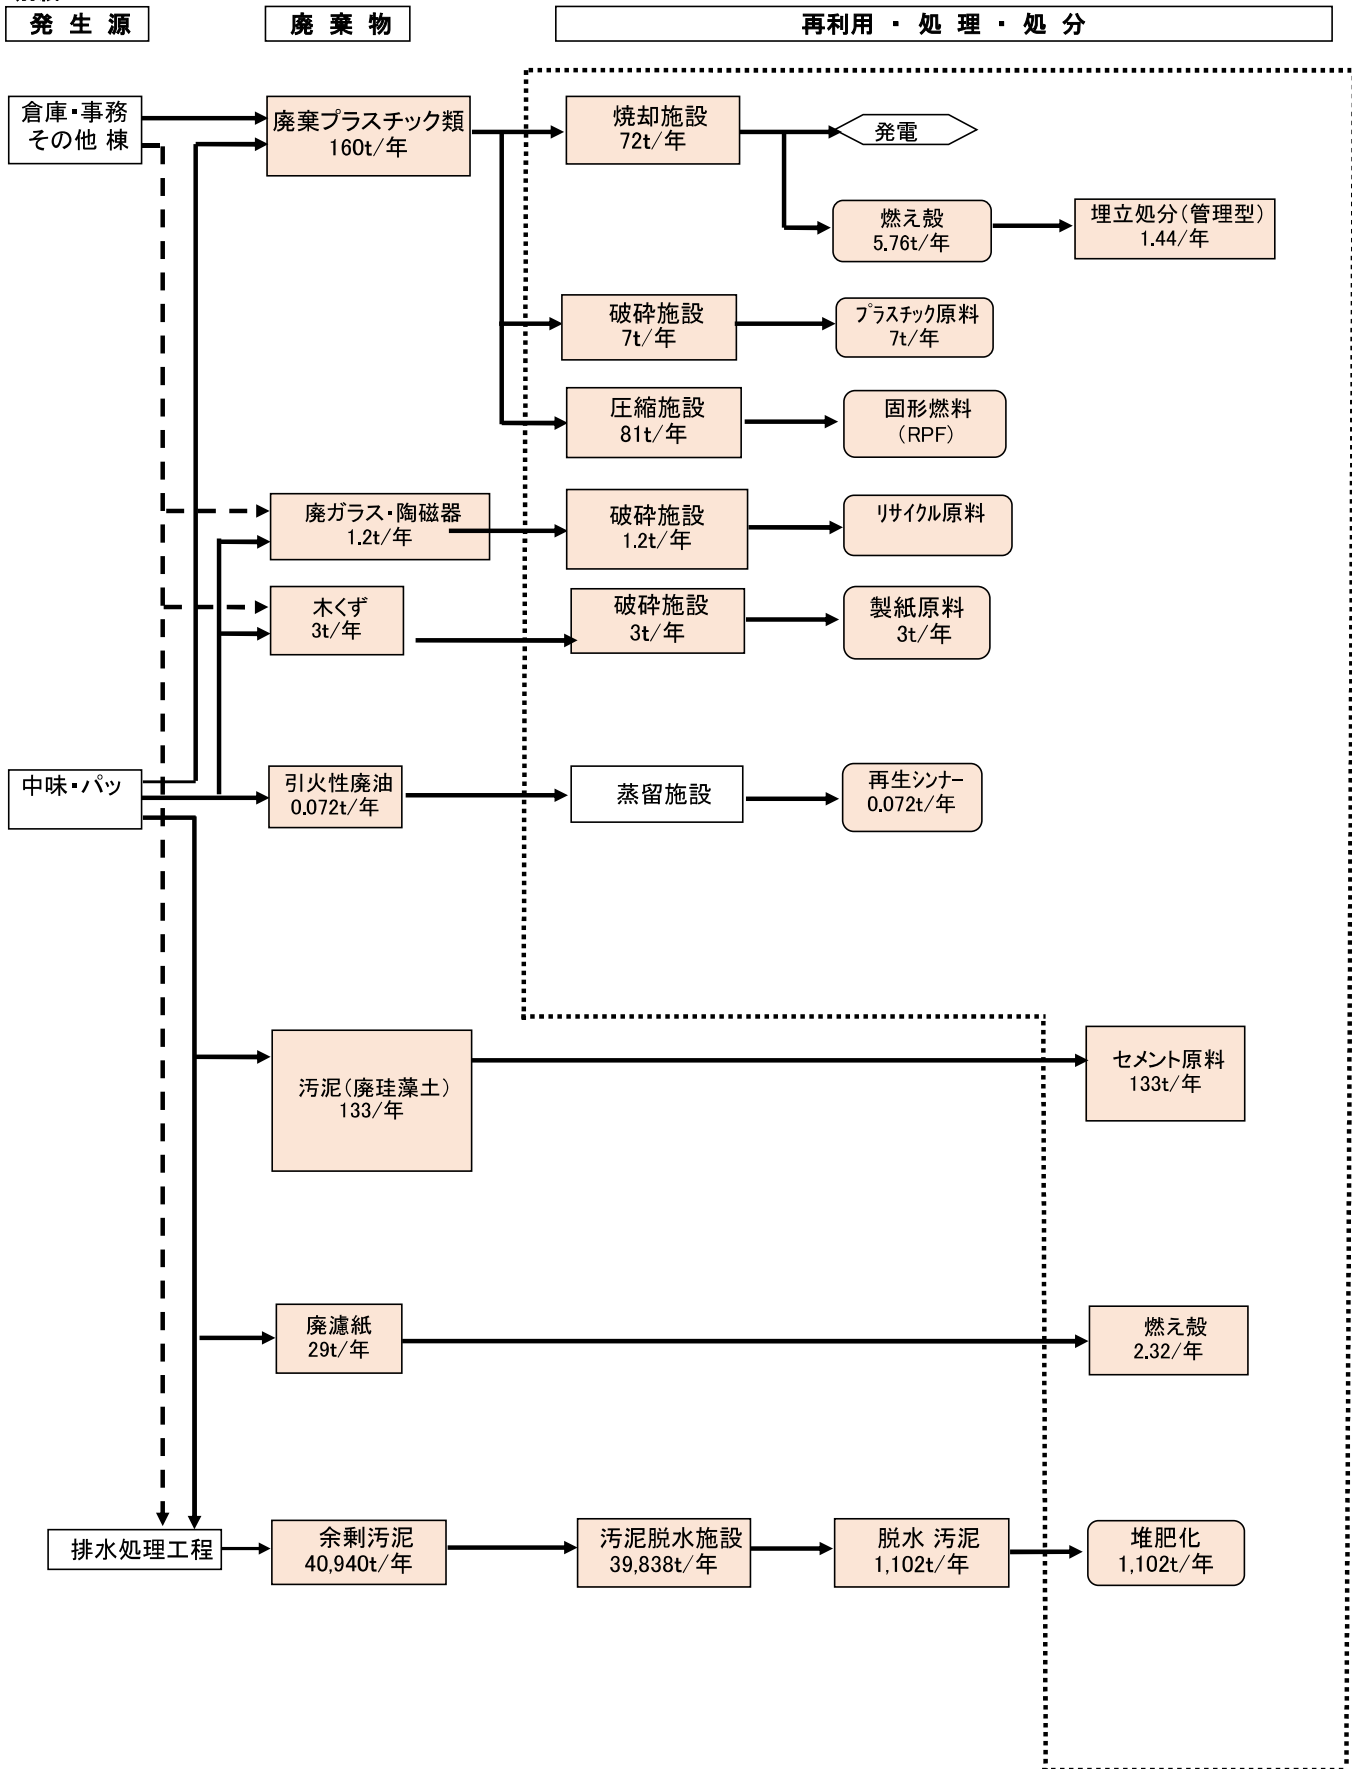 発生源
廃棄物
再利用・処理・処分
倉庫・事務
その他 棟
廃棄プラスチック類
160t/年
焼却施設
72t/年
発電
燃え殻
5.76t/年
埋立処分(管理型)
1.44/年
破砕施設
7t/年
プラスチック原料
7t/年
圧縮施設
81t/年
固形燃料
(RPF)
廃ガラス・陶磁器
1.2t/年
破砕施設
1.2t/年
リサイクル原料
木くず
3t/年
破砕施設
3t/年
製紙原料
3t/年
中味・パッ
引火性廃油
0.072t/年
蒸留施設
再生シンナー
0.072t/年
汚泥(廃珪藻土)
133/年
セメント原料
133t/年
廃濾紙
29t/年
燃え殻
2.32/年
排水処理工程
余剰汚泥
40,940t/年
汚泥脱水施設
39,838t/年
脱水 汚泥
1,102t/年
堆肥化
1,102t/年